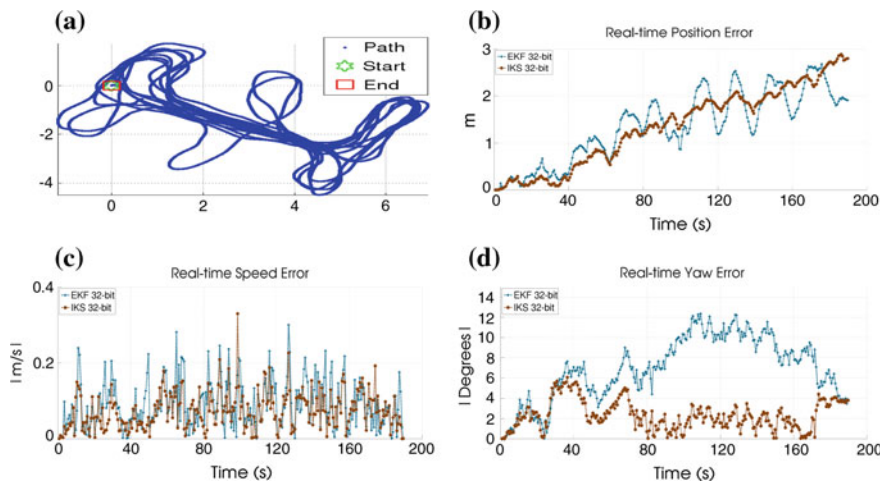 (a)
Path
Start
End
0
-2
-4
0
2
4
6
(b)
Real-time Position Error
EKF 32-bit
IKS 32-bit
3
2
1
0
m
0
40
80
120
160
200
Time (s)
(c)
Real-time Speed Error
EKF 32-bit
IKS 32-bit
0.4
0.2
0
| m/s |
0
40
80
120
160
200
Time (s)
(d)
Real-time Yaw Error
EKF 32-bit
IKS 32-bit
14
12
10
8
6
4
2
0
| Degrees |
0
40
80
120
160
200
Time (s)